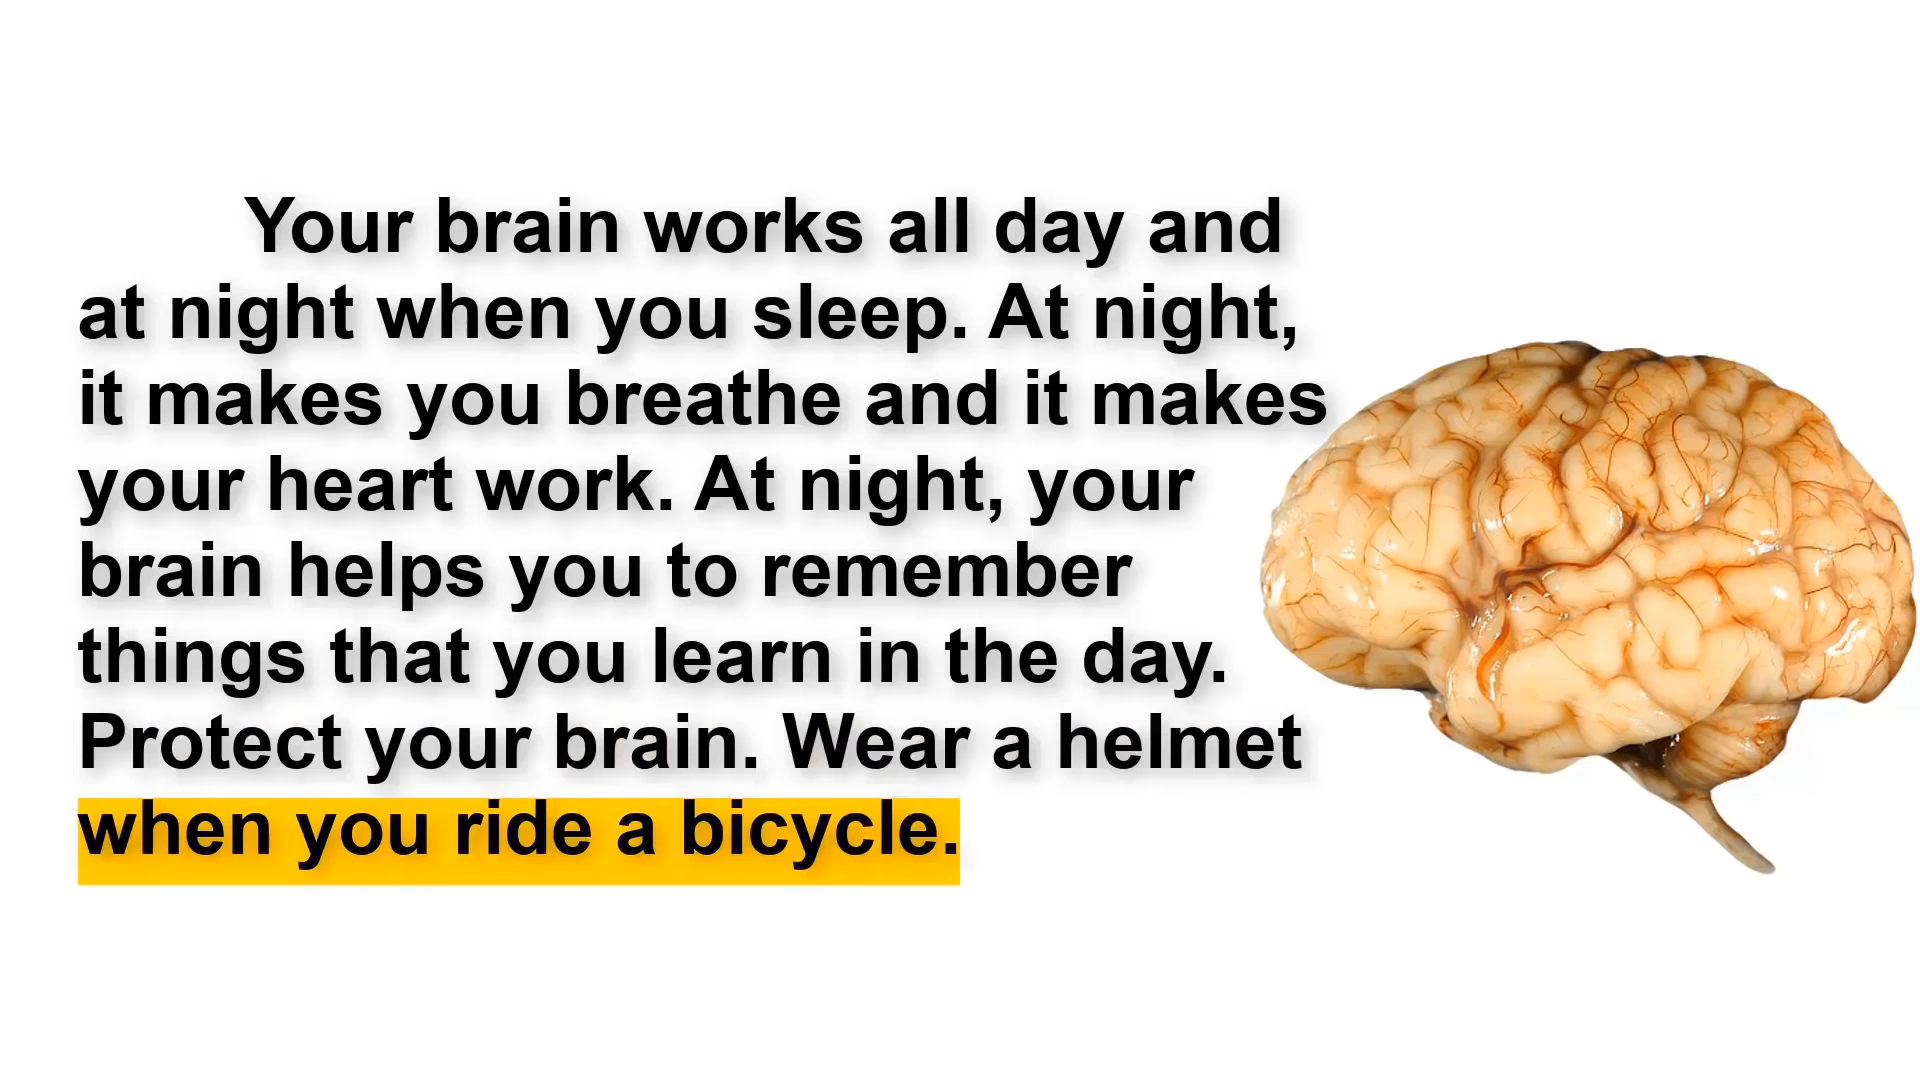 Your brain works all day and
at night when you sleep. At night,
it makes you breathe and it makes
your heart work. At night, your
brain helps you to remember
things that you learn in the day.
Protect your brain. Wear a helmet
when you ride a bicycle.